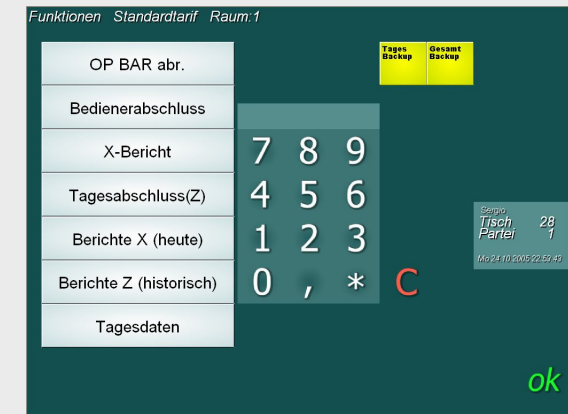 Funktionen Standardtarif Raum:1
OP BAR abr.
Bedienerabschluss
X-Bericht
Tagesabschluss(Z)
Berichte X (heute)
Berichte Z (historisch)
Tagesdaten
7 8 9
4 5 6
1 2 3
0 , * C
Tages
Backup
Gesamt
Backup
Sergio
Tisch 28
Partei 1
Mo 24 10 2005 22:53:43
ok